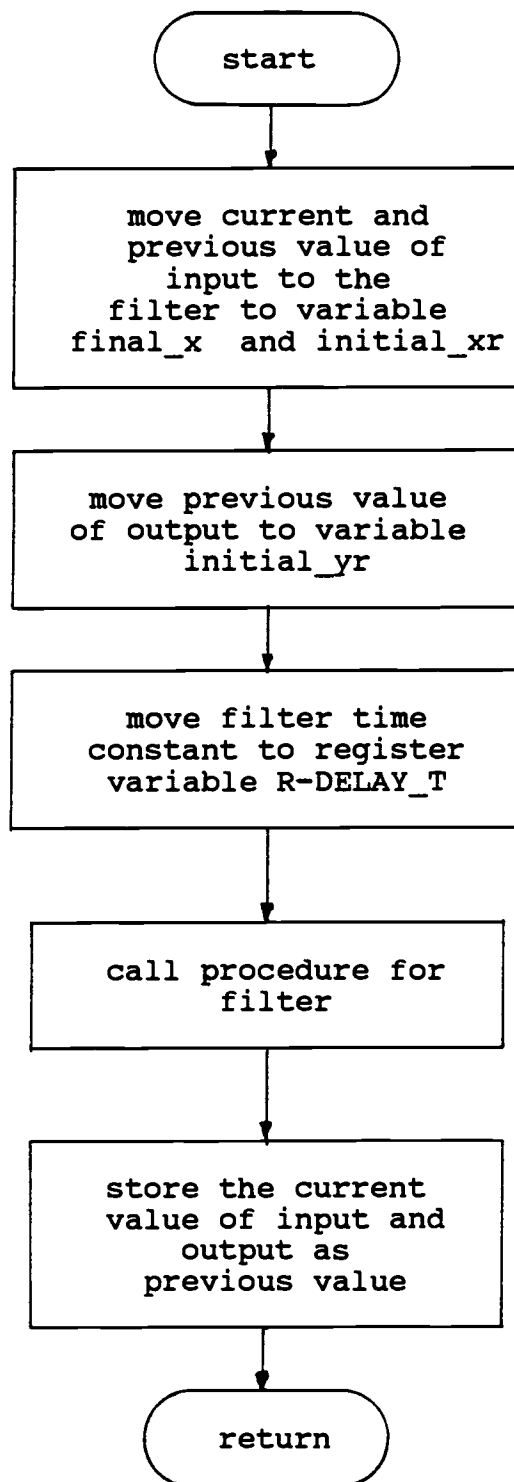 start
move current and
previous value of
input to the
filter to variable
final_x and initial_xr
move previous value
of output to variable
initial_yr
move filter time
constant to register
variable R-DELAY_T
call procedure for
filter
store the current
value of input and
output as
previous value
return